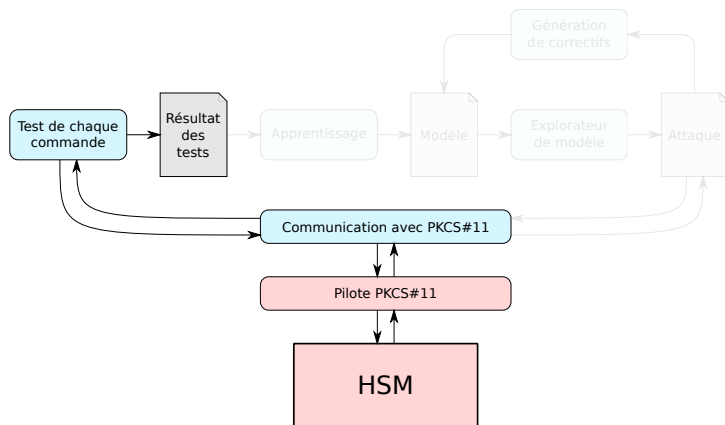 Génération
de correctifs
Test de chaque
commande
Résultat
des
tests
Apprentissage
Modèle
Explorateur
de modèle
Attaque
Communication avec PKCS#11
Pilote PKCS#11
HSM